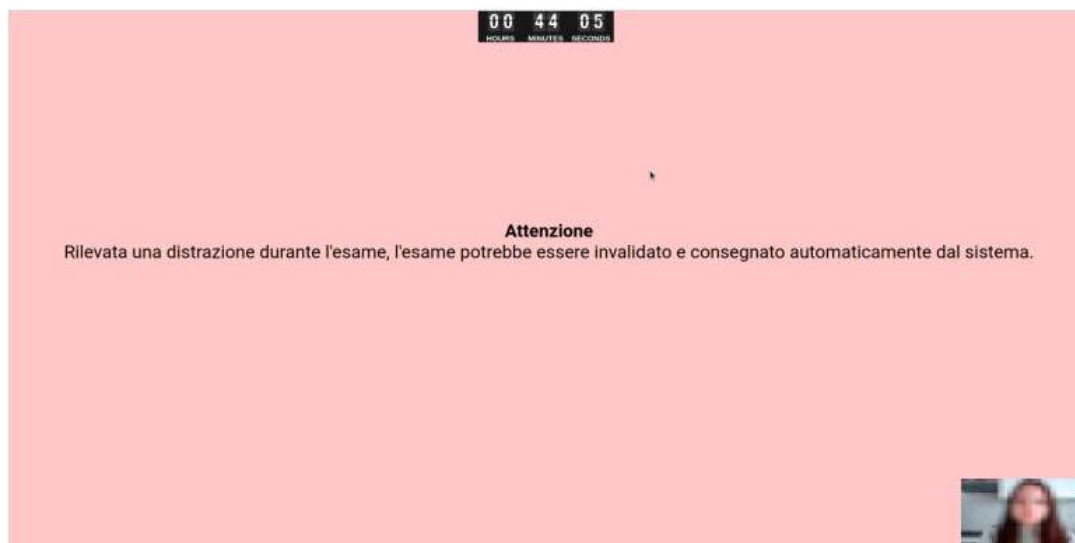 00 44 05
HOURS MINUTES SECONDS
Attenzione
Rilevata una distrazione durante l'esame, l'esame potrebbe essere invalidato e consegnato automaticamente dal sistema.